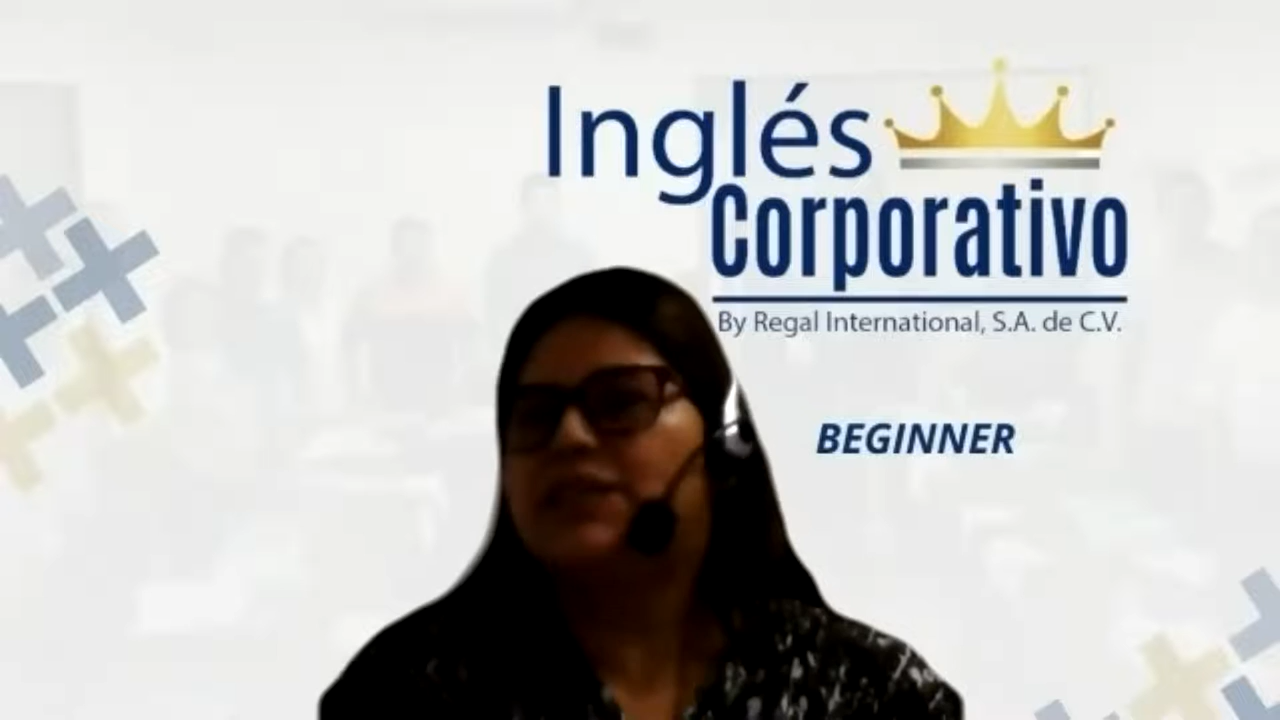 Inglés
Corporativo
By Regal International, S.A. de C.V.
BEGINNER